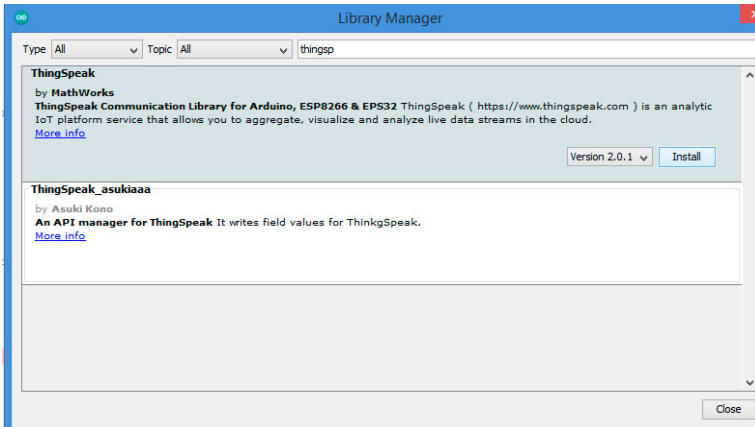 Library Manager
Type All Topic All thingsp
ThingSpeak
by MathWorks
ThingSpeak Communication Library for Arduino, ESP8266 & EPS32 ThingSpeak ( https://www.thingspeak.com ) is an analytic
IoT platform service that allows you to aggregate, visualize and analyze live data streams in the cloud.
More info
Version 2.0.1 Install
ThingSpeak_asukiaaa
by Asuki Kono
An API manager for ThingSpeak It writes field values for ThinkgSpeak.
More info
Close